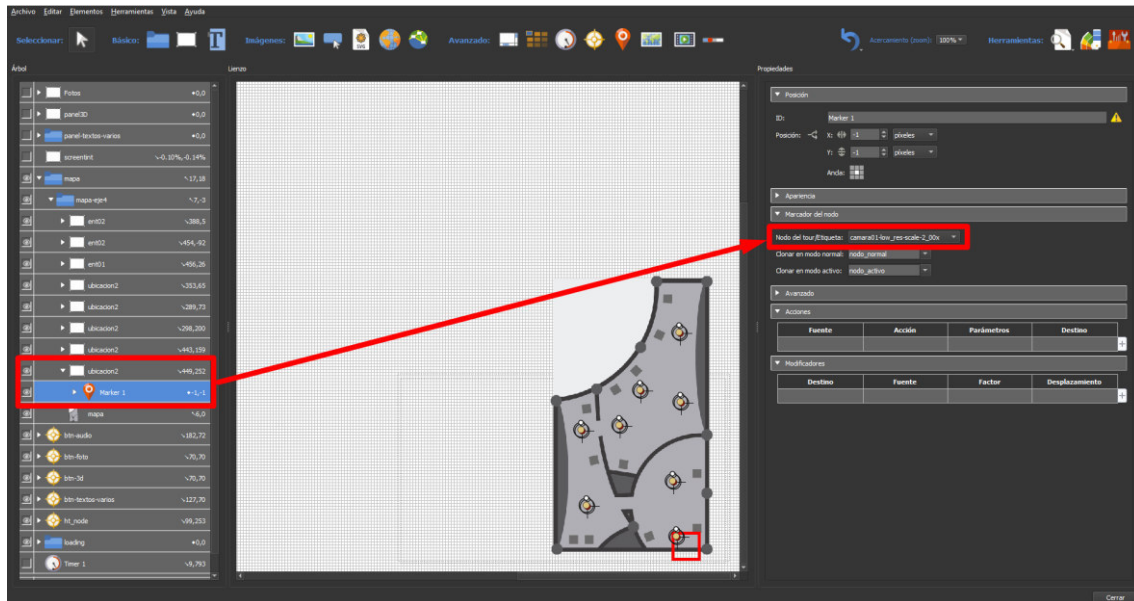 Archivo Editar Elementos Herramientas Vista Ayuda
Seleccionar: Básico: T Imágenes: SVG Avanzado: Acercamiento (zoom): 100% Herramientas:
Árbol Lienzo Propiedades
Fotos 0,0
panel3D 0,0
panel-textos-varios 0,0
screentint -0.10%,-0.14%
mapa 17,18
mapa-eje4 7,-3
ent02 388,5
ent02 454,-92
ent01 456,26
ubicacion2 353,65
ubicacion2 289,73
ubicacion2 298,200
ubicacion2 443,159
ubicacion2 449,252
Marker 1 -1,-1
mapa 6,0
btn-audio 182,72
btn-foto 70,70
btn-3d 70,70
btn-textos-varios 127,70
ht_node 99,253
loading 0,0
Timer 1 9,793
Posición
ID: Marker 1
Posición: X: -1 píxeles
Y: -1 píxeles
Ancla:
Apariencia
Marcador del nodo
Nodo del tour/Etiqueta: camara01-low_res-scale-2_00x
Clonar en modo normal: nodo_normal
Clonar en modo activo: nodo_activo
Avanzado
Acciones
Fuente Acción Parámetros Destino
Modificadores
Destino Fuente Factor Desplazamiento
Cerrar